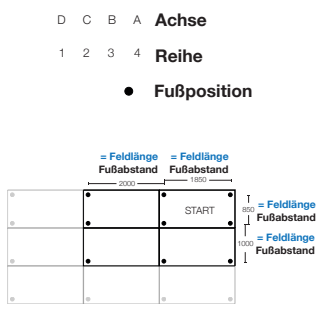 D C B A Achse
1 2 3 4 Reihe
Fußposition
= Feldlänge = Feldlänge
Fußabstand Fußabstand
2000 1850
START
850 = Feldlänge
Fußabstand
1000 = Feldlänge
Fußabstand